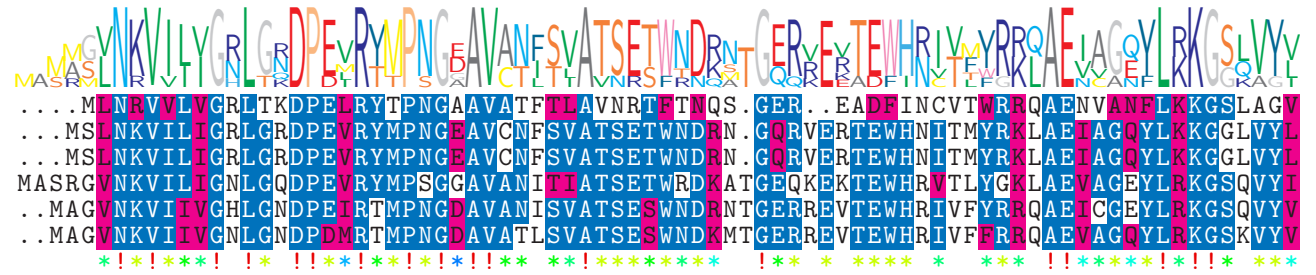 ....MLNRVVLVGRLTKDPELRYTPNGAAVATFTLAVNRTFTNQS.GER..EADFINCVTWRRQAENVANFLKKGSLAGV
...MSLNKVILIGRLGRDPEVRYMPNGEAVCNFSVATSETWNDRN.GQRVERTEWHNITMYRKLAEIAGQYLKKGGLVYL
...MSLNKVILIGRLGRDPEVRYMPNGEAVCNFSVATSETWNDRN.GQRVERTEWHNITMYRKLAEIAGQYLKKGGLVYL
MASRGVNKVILIGNLGQDPEVRYMPSGGAVANITIATSETWRDKATGEQKEKTEWHRVTLYGKLAEVAGEYLRKGSQVYI
..MAGVNKVIIVGHLGNDPEIRTMPNGDAVANISVATSESWNDRNTGERREVTEWHRIVFYRRQAEICGEYLRKGSQVYV
..MAGVNKVIIVGNLGNDPDMRTMPNGDAVATLSVATSESWNDKMTGERREVTEWHRIVFFRRQAEVAGQYLRKGSKVYV